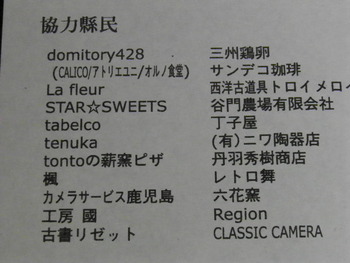 協力縣民
domitory428
(CALICO/アトリエユニ/オルノ食堂)
La fleur
STAR☆SWEETS
tabelco
tenuka
tontoの薪窯ピザ
楓
カメラサービス鹿児島
工房 國
古書リゼット
三州鶏卵
サンデコ珈琲
西洋古道具トロイメロイ
谷門農場有限会社
丁子屋
(有)ニワ陶器店
丹羽秀樹商店
レトロ舞
六花窯
Region
CLASSIC CAMERA